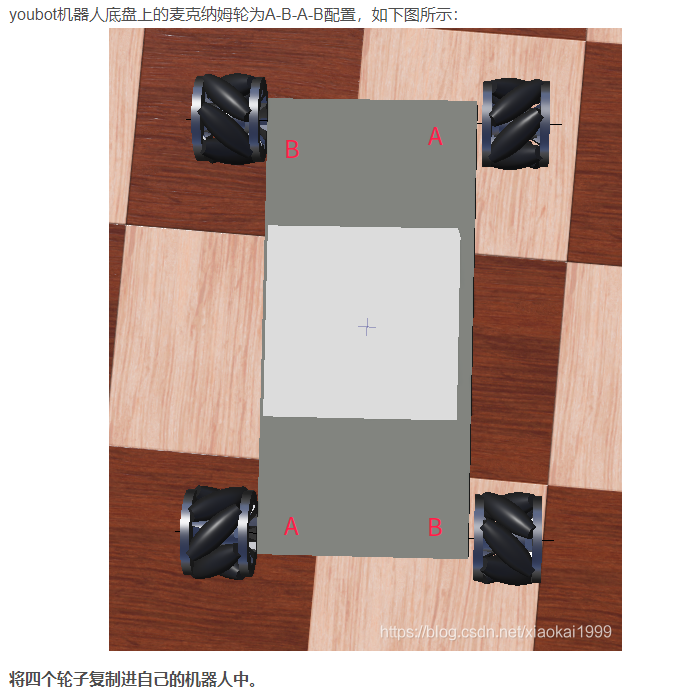 youbot机器人底盘上的麦克纳姆轮为A-B-A-B配置，如下图所示：
B
A
A
B
https://blog.csdn.net/xiaokai1999
将四个轮子复制进自己的机器人中。